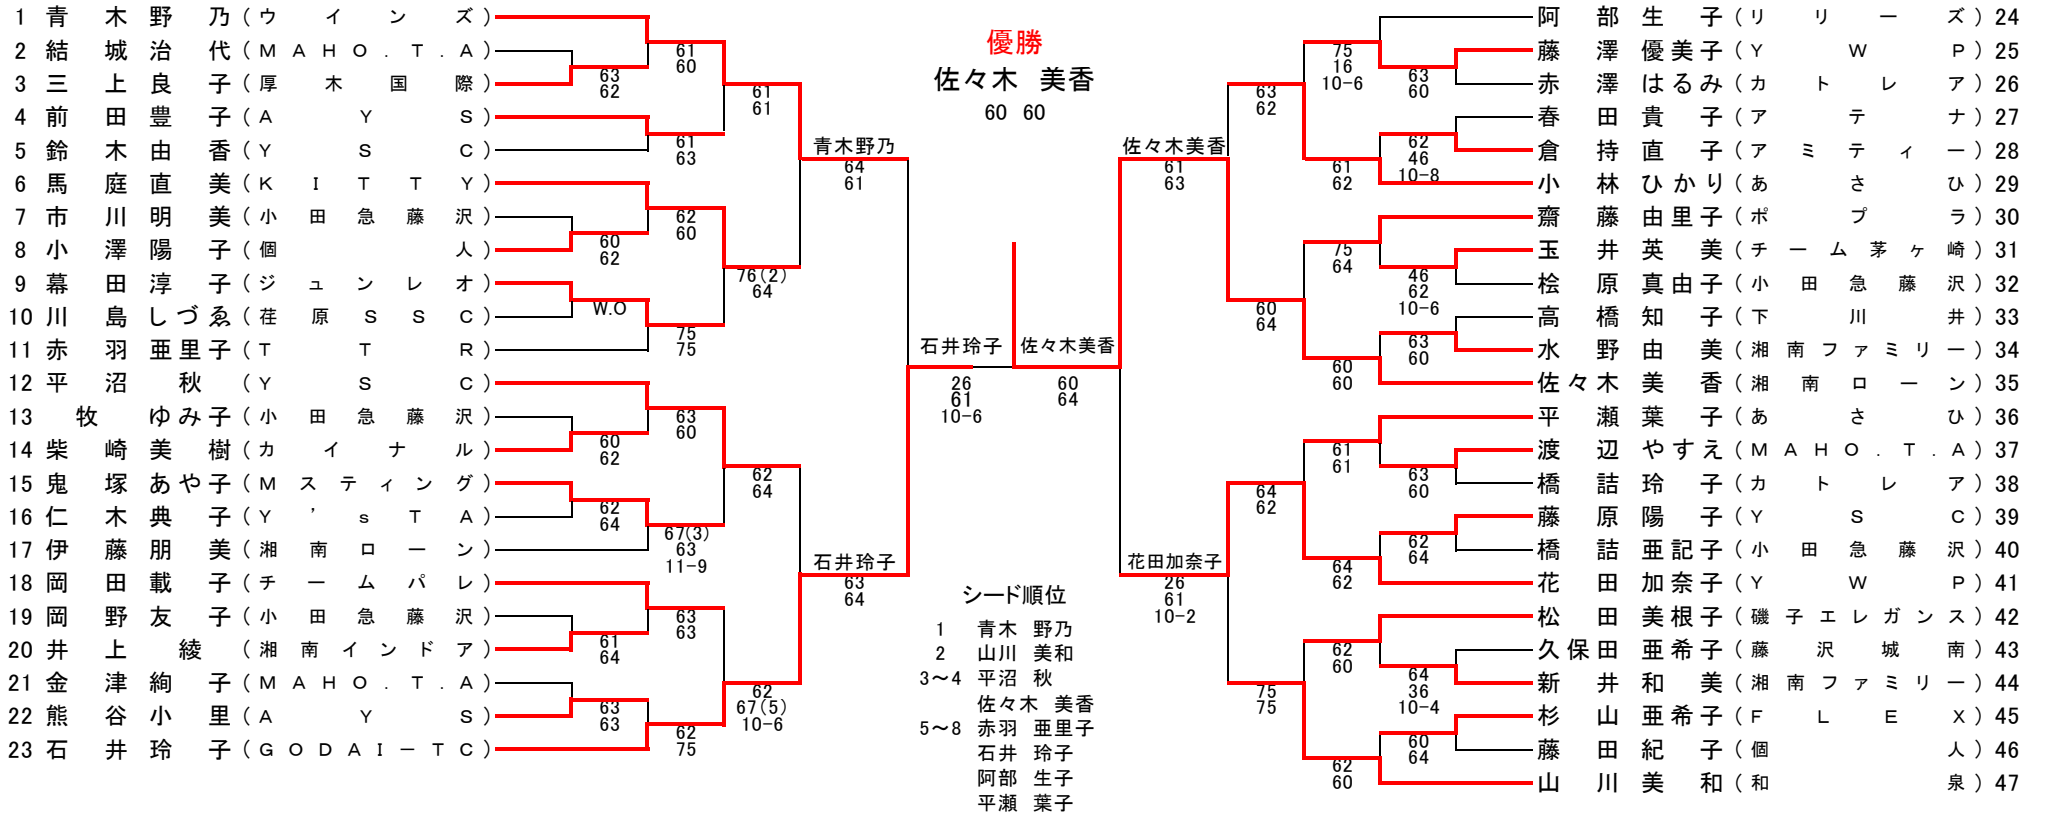 1 青木野乃 (ウインズ)
2 結城治代 (MAHO.T.A)
3 三上良子 (厚木国際)
4 前田豊子 (AYS)
5 鈴木由香 (YSC)
6 馬庭直美 (KITTY)
7 市川明美 (小田急藤沢)
8 小澤陽子 (個人)
9 幕田淳子 (ジュンレオ)
10 川島しづゑ (荏原SSC)
11 赤羽亜里子 (TTR)
12 平沼秋 (YSC)
13 牧ゆみ子 (小田急藤沢)
14 柴崎美樹 (カイナル)
15 鬼塚あや子 (Mスティング)
16 仁木典子 (Y'sTA)
17 伊藤朋美 (湘南ローン)
18 岡田載子 (チームパレ)
19 岡野友子 (小田急藤沢)
20 井上綾 (湘南インドア)
21 金津絢子 (MAHO.T.A)
22 熊谷小里 (AYS)
23 石井玲子 (GODAI-TC)
63
62
60
62
W.O
60
62
62
64
61
64
63
63
61
60
61
63
62
60
75
75
63
60
67(3)
63
11-9
63
63
62
75
61
61
76(2)
64
62
64
62
67(5)
10-6
青木野乃
64
61
石井玲子
63
64
石井玲子
26
61
10-6
優勝
佐々木 美香
60 60
佐々木美香
60
64
佐々木美香
61
63
花田加奈子
26
61
10-2
63
62
60
64
64
62
75
75
75
16
10-6
61
62
75
64
60
60
61
61
64
62
62
60
62
60
63
60
62
46
10-8
46
62
10-6
63
60
63
60
62
64
64
36
10-4
60
64
阿部生子 (リリーズ) 24
藤澤優美子 (YWP) 25
赤澤はるみ (カトレア) 26
春田貴子 (アテナ) 27
倉持直子 (アミティー) 28
小林ひかり (あさひ) 29
齋藤由里子 (ポプラ) 30
玉井英美 (チーム茅ヶ崎) 31
桧原真由子 (小田急藤沢) 32
高橋知子 (下川井) 33
水野由美 (湘南ファミリー) 34
佐々木美香 (湘南ローン) 35
平瀬葉子 (あさひ) 36
渡辺やすえ (MAHO.T.A) 37
橋詰玲子 (カトレア) 38
藤原陽子 (YSC) 39
橋詰亜記子 (小田急藤沢) 40
花田加奈子 (YWP) 41
松田美根子 (磯子エレガンス) 42
久保田亜希子 (藤沢城南) 43
新井和美 (湘南ファミリー) 44
杉山亜希子 (FLEX) 45
藤田紀子 (個人) 46
山川美和 (和泉) 47
シード順位
1 青木 野乃
2 山川 美和
3～4 平沼 秋
佐々木 美香
5～8 赤羽 亜里子
石井 玲子
阿部 生子
平瀬 葉子